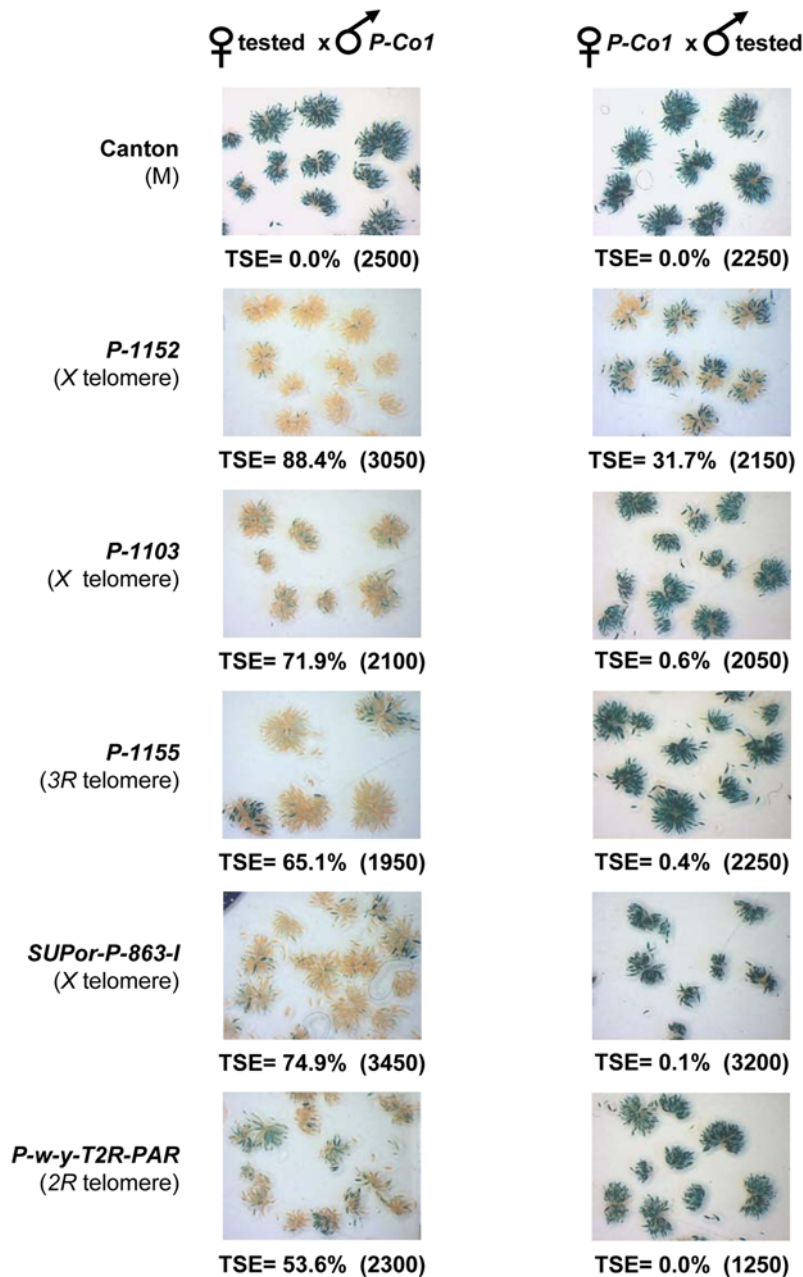 ♀ tested x ♂ P-Co1
♀ P-Co1 x ♂ tested
Canton
(M)
TSE= 0.0% (2500)
TSE= 0.0% (2250)
P-1152
(X telomere)
TSE= 88.4% (3050)
TSE= 31.7% (2150)
P-1103
(X telomere)
TSE= 71.9% (2100)
TSE= 0.6% (2050)
P-1155
(3R telomere)
TSE= 65.1% (1950)
TSE= 0.4% (2250)
SUPor-P-863-I
(X telomere)
TSE= 74.9% (3450)
TSE= 0.1% (3200)
P-w-y-T2R-PAR
(2R telomere)
TSE= 53.6% (2300)
TSE= 0.0% (1250)